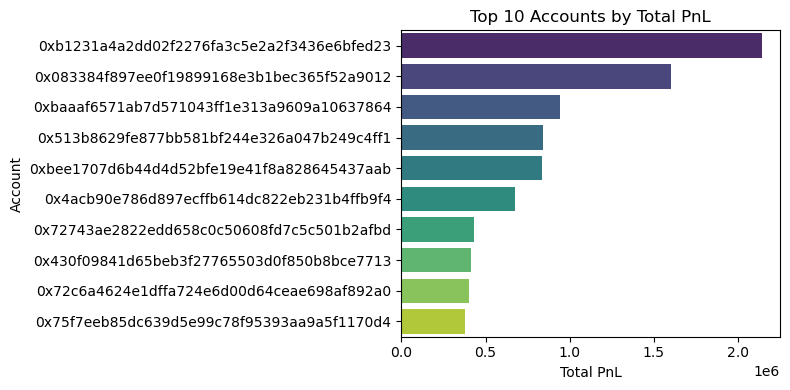 Top 10 Accounts by Total PnL
Account
0xb1231a4a2dd02f2276fa3c5e2a2f3436e6bfed23
0x083384f897ee0f19899168e3b1bec365f52a9012
0xbaaaf6571ab7d571043ff1e313a9609a10637864
0x513b8629fe877bb581bf244e326a047b249c4ff1
0xbee1707d6b44d4d52bfe19e41f8a828645437aab
0x4acb90e786d897ecffb614dc822eb231b4ffb9f4
0x72743ae2822edd658c0c50608fd7c5c501b2afbd
0x430f09841d65beb3f27765503d0f850b8bce7713
0x72c6a4624e1dffa724e6d00d64ceae698af892a0
0x75f7eeb85dc639d5e99c78f95393aa9a5f1170d4
0.0 0.5 1.0 1.5 2.0
Total PnL
1e6